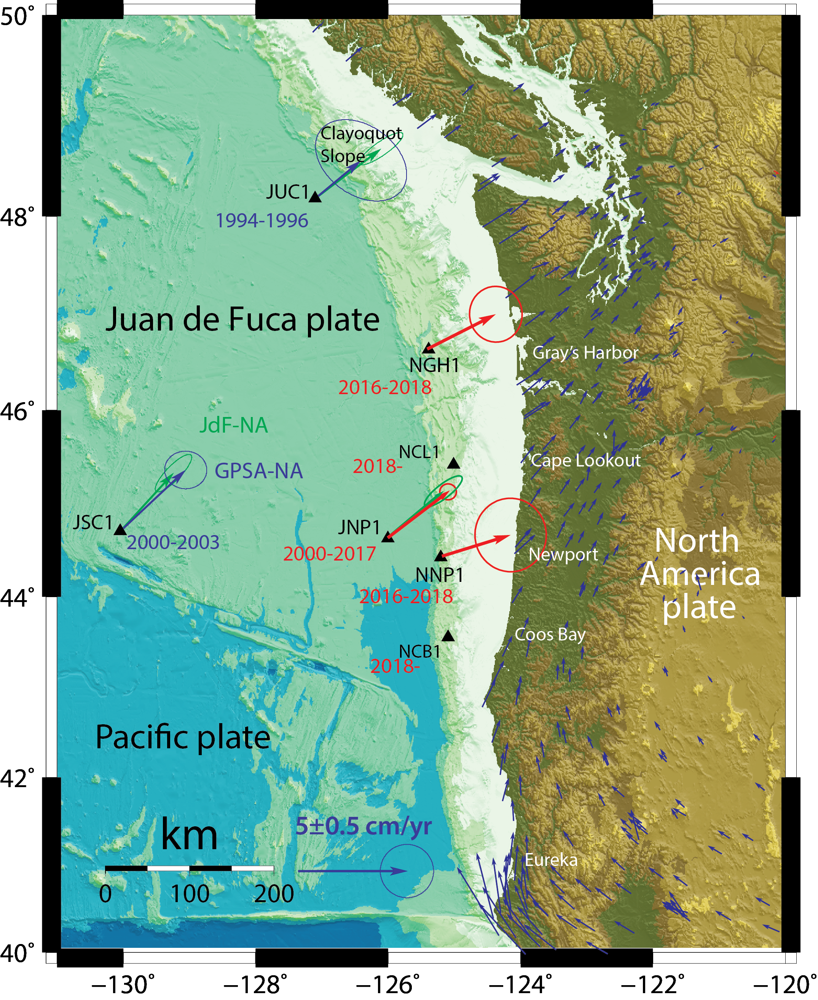 50°
Clayoquot
Slope
JUC1
48°
1994-1996
Juan de Fuca plate
Gray's Harbor
NGH1
2016-2018
46°
JdF-NA
NCL1
Cape Lookout
2018-
GPSA-NA
JSC1
JNP1
2000-2003
North
America
plate
2000-2017
Newport
NNP1
44°
2016-2018
Coos Bay
NCB1
2018-
Pacific plate
42°
5±0.5 cm/yr
km
Eureka
0 100 200
40°
−130° −128° −126° −124° −122° −120°